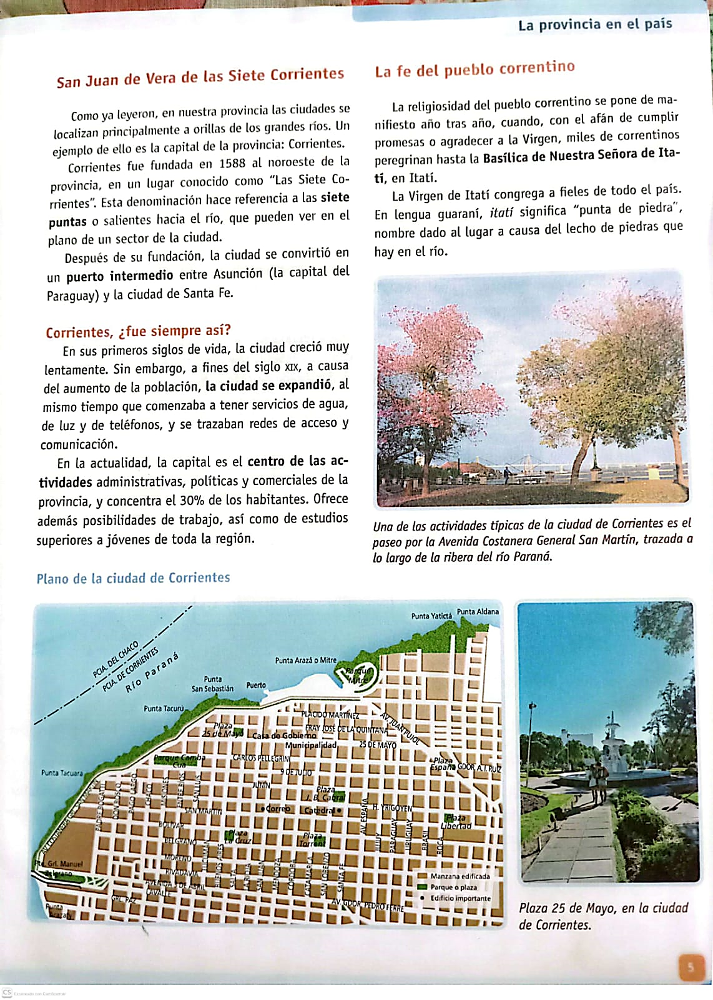 La provincia en el país
San Juan de Vera de las Siete Corrientes
Como ya leyeron, en nuestra provincia las ciudades se
localizan principalmente a orillas de los grandes ríos. Un
ejemplo de ello es la capital de la provincia: Corrientes.
Corrientes fue fundada en 1588 al noroeste de la
provincia, en un lugar conocido como "Las Siete Co-
rrientes". Esta denominación hace referencia a las siete
puntas o salientes hacia el río, que pueden ver en el
plano de un sector de la ciudad.
Después de su fundación, la ciudad se convirtió en
un puerto intermedio entre Asunción (la capital del
Paraguay) y la ciudad de Santa Fe.
Corrientes, ¿fue siempre así?
En sus primeros siglos de vida, la ciudad creció muy
lentamente. Sin embargo, a fines del siglo XIX, a causa
del aumento de la población, la ciudad se expandió, al
mismo tiempo que comenzaba a tener servicios de agua,
de luz y de teléfonos, y se trazaban redes de acceso y
comunicación.
En la actualidad, la capital es el centro de las ac-
tividades administrativas, políticas y comerciales de la
provincia, y concentra el 30% de los habitantes. Ofrece
además posibilidades de trabajo, así como de estudios
superiores a jóvenes de toda la región.
La fe del pueblo correntino
La religiosidad del pueblo correntino se pone de ma-
nifiesto año tras año, cuando, con el afán de cumplir
promesas o agradecer a la Virgen, miles de correntinos
peregrinan hasta la Basílica de Nuestra Señora de Ita-
tí, en Itatí.
La Virgen de Itatí congrega a fieles de todo el país.
En lengua guaraní, itatí significa "punta de piedra",
nombre dado al lugar a causa del lecho de piedras que
hay en el río.
Una de las actividades típicas de la ciudad de Corrientes es el
paseo por la Avenida Costanera General San Martín, trazada a
lo largo de la ribera del río Paraná.
Plano de la ciudad de Corrientes
Punta Yatictá
Punta Aldana
PCIA. DEL CHACO
PCIA. DE CORRIENTES
Río Paraná
Punta Arazá o Mitre
Parque
Mitre
Punta
San Sebastián
Puerto
Punta Tacurú
PLÁCIDO MARTÍNEZ
AV. JUAN PUJOL
FRAY JOSÉ DE LA QUINTANA
Plaza
25 de Mayo
Casa de Gobierno
Municipalidad
25 DE MAYO
Parque Camba
Cua
CARLOS PELLEGRINI
Plaza
España
GDOR. A. I. RUIZ
9 DE JULIO
Punta Tacuara
JUNÍN
Plaza
J. B. Cabral
PADRE BOGATTI
DON BOSCO
PAGO LARGO
CHACO
MISIONES
ENTRE RÍOS
SAN LUIS
SAN MARTÍN
Correo
Catedral
AV. ESPAÑA
H. YRIGOYEN
Plaza
Libertad
BOLÍVAR
BELGRANO
Plaza
La Cruz
Plaza
Torrent
JUJUY
PARAGUAY
URUGUAY
BRASIL
ROCA
MORENO
RIVADAVIA
TUCUMÁN
BUENOS AIRES
SALTA
LA RIOJA
SAN JUAN
MENDOZA
CÓRDOBA
CATAMARCA
SAN LORENZO
SANTA FE
Pte. Grl. Manuel
Belgrano
AVENIDA 3 DE ABRIL
LAVALLE
GRL. PAZ
AV. GDOR. PEDRO FERRÉ
Punta
Manzana edificada
Parque o plaza
Edificio importante
Plaza 25 de Mayo, en la ciudad
de Corrientes.
5
CS Escaneado con CamScanner